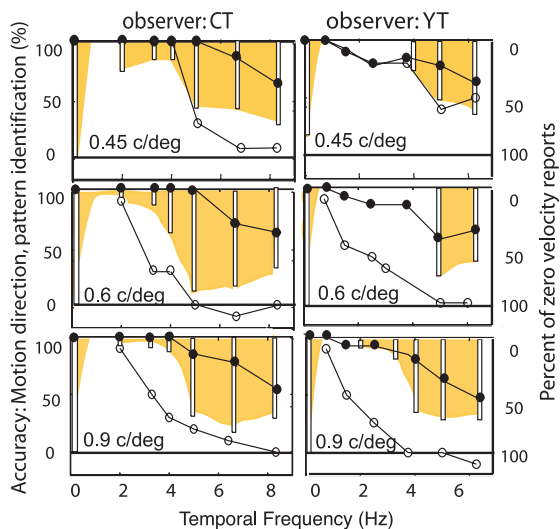 observer: CT observer: YT
Accuracy: Motion direction, pattern identification (%)
Percent of zero velocity reports
100 0
50 50
0 0.45 c/deg 0.45 c/deg 100
100 0
50 50
0 0.6 c/deg 0.6 c/deg 100
100 0
50 50
0 0.9 c/deg 0.9 c/deg 100
0 2 4 6 8 0 2 4 6
Temporal Frequency (Hz)